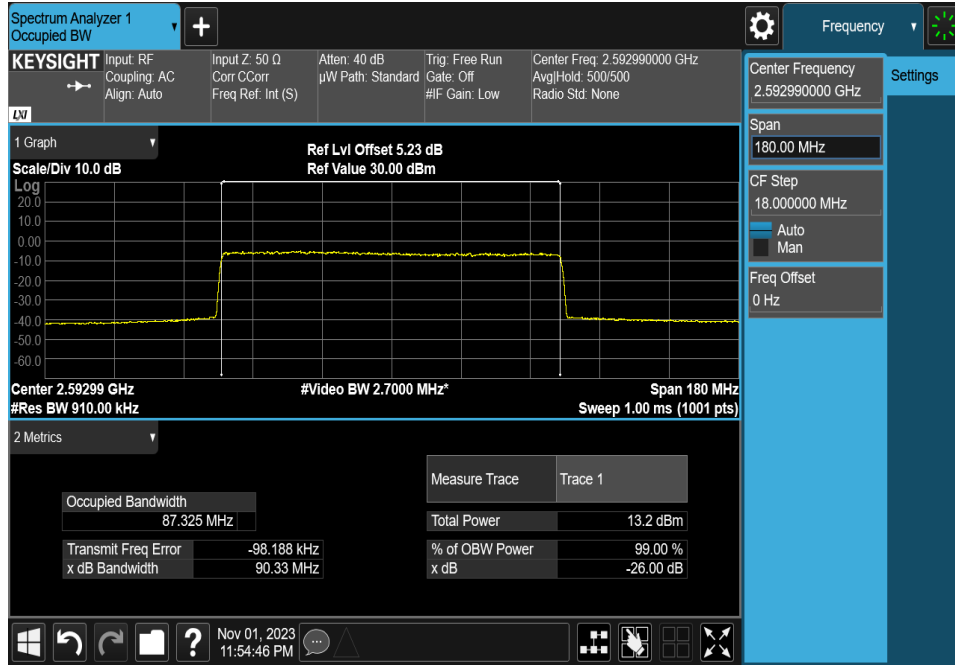 Spectrum Analyzer 1
Occupied BW
+
Frequency
KEYSIGHT
LXI
Input: RF
Coupling: AC
Align: Auto
Input Z: 50 Ω
Corr CCorr
Freq Ref: Int (S)
Atten: 40 dB
µW Path: Standard
Trig: Free Run
Gate: Off
#IF Gain: Low
Center Freq: 2.592990000 GHz
Avg|Hold: 500/500
Radio Std: None
Center Frequency
2.592990000 GHz
Settings
Span
180.00 MHz
CF Step
18.000000 MHz
Auto
Man
Freq Offset
0 Hz
1 Graph
Scale/Div 10.0 dB
Ref Lvl Offset 5.23 dB
Ref Value 30.00 dBm
Log
20.0
10.0
0.00
-10.0
-20.0
-30.0
-40.0
-50.0
-60.0
Center 2.59299 GHz
#Video BW 2.7000 MHz*
Span 180 MHz
#Res BW 910.00 kHz
Sweep 1.00 ms (1001 pts)
2 Metrics
Measure Trace Trace 1
Occupied Bandwidth
87.325 MHz
Total Power 13.2 dBm
Transmit Freq Error -98.188 kHz
% of OBW Power 99.00 %
x dB Bandwidth 90.33 MHz
x dB -26.00 dB
?
Nov 01, 2023
11:54:46 PM